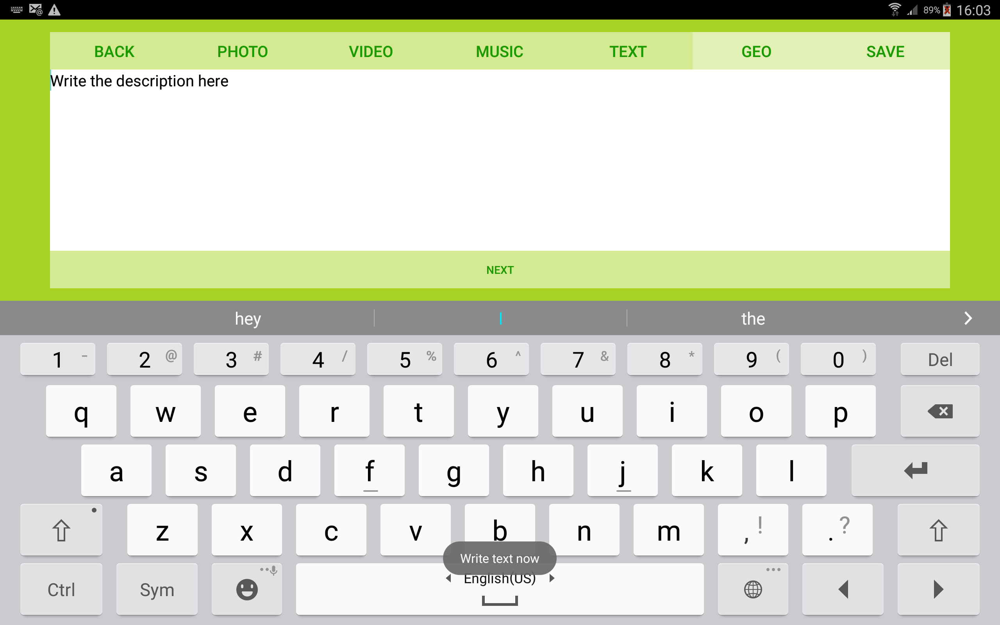 89% 16:03
BACK PHOTO VIDEO MUSIC TEXT GEO SAVE
Write the description here
NEXT
hey I the
1 - 2 @ 3 # 4 / 5 % 6 ^ 7 & 8 * 9 ( 0 ) Del
q w e r t y u i o p
a s d f g h j k l
z x c v b n m , ! . ?
Write text now
English(US)
Ctrl Sym